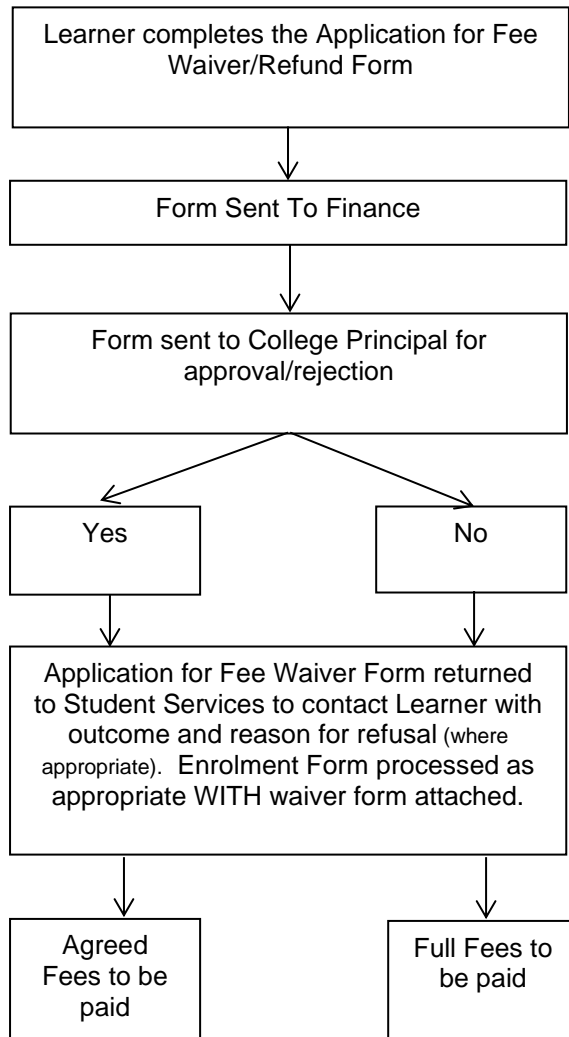 Learner completes the Application for Fee
Waiver/Refund Form
Form Sent To Finance
Form sent to College Principal for
approval/rejection
Yes
No
Application for Fee Waiver Form returned
to Student Services to contact Learner with
outcome and reason for refusal (where
appropriate).  Enrolment Form processed as
appropriate WITH waiver form attached.
Agreed
Fees to be
paid
Full Fees to
be paid